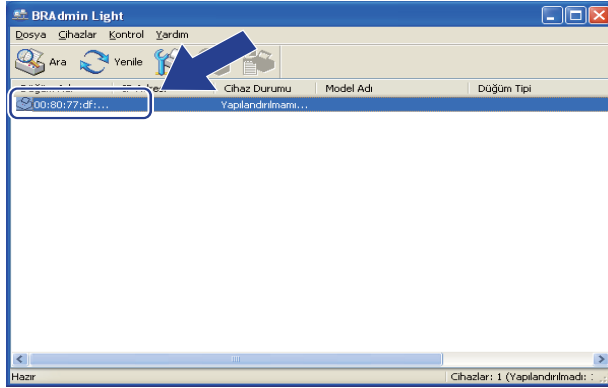 BRAdmin Light
Dosya Cihazlar Kontrol Yardım
Ara Yenile
Cihaz Durumu Model Adı Düğüm Tipi
00:80:77:df:... Yapılandırılmamı...
Hazır Cihazlar: 1 (Yapılandırılmadı: